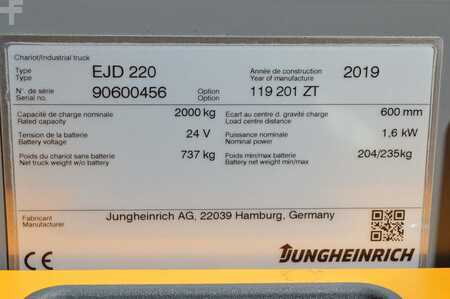 Chariot/Industrial truck
Type EJD 220 Année de construction 2019
Type Year of manufacture
N°. de série 90600456 Option 119 201 ZT
Serial no. Option
Capacité de charge nominale 2000 kg Ecart au centre d. gravité charge 600 mm
Rated capacity Load centre distance
Tension de la batterie 24 V Puissance nominale 1,6 kW
Battery voltage Nominal power
Poids du chariot sans batterie 737 kg Poids min/max batterie 204/235kg
Net truck weight w/o battery Battery net weight min/max
Fabricant Jungheinrich AG, 22039 Hamburg, Germany
Manufacturer
CE JUNGHEINRICH